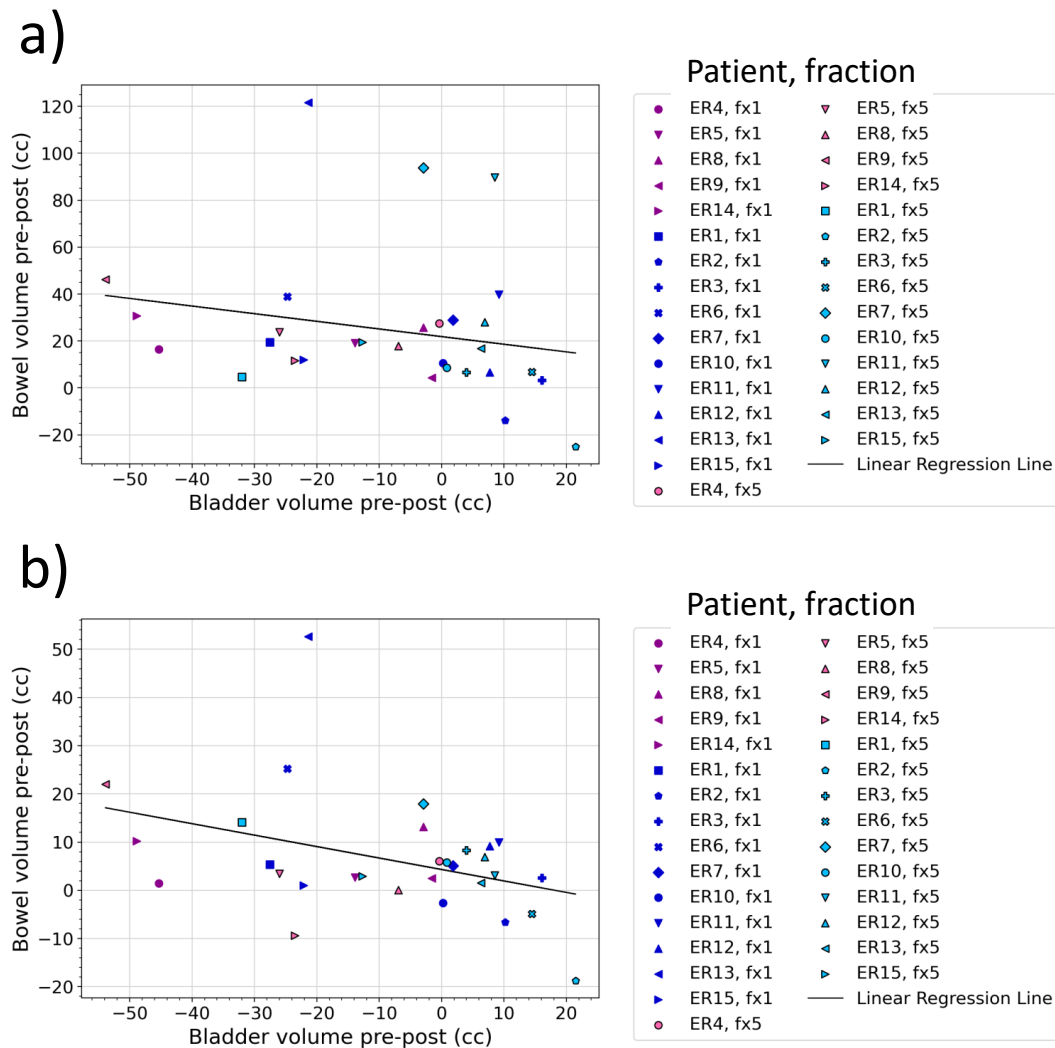 a)
Patient, fraction
120
100
80
60
40
20
0
−20
Bowel volume pre-post (cc)
−50 −40 −30 −20 −10 0 10 20
Bladder volume pre-post (cc)
ER4, fx1
ER5, fx1
ER8, fx1
ER9, fx1
ER14, fx1
ER1, fx1
ER2, fx1
ER3, fx1
ER6, fx1
ER7, fx1
ER10, fx1
ER11, fx1
ER12, fx1
ER13, fx1
ER15, fx1
ER4, fx5
ER5, fx5
ER8, fx5
ER9, fx5
ER14, fx5
ER1, fx5
ER2, fx5
ER3, fx5
ER6, fx5
ER7, fx5
ER10, fx5
ER11, fx5
ER12, fx5
ER13, fx5
ER15, fx5
Linear Regression Line
b)
Patient, fraction
50
40
30
20
10
0
−10
−20
Bowel volume pre-post (cc)
−50 −40 −30 −20 −10 0 10 20
Bladder volume pre-post (cc)
ER4, fx1
ER5, fx1
ER8, fx1
ER9, fx1
ER14, fx1
ER1, fx1
ER2, fx1
ER3, fx1
ER6, fx1
ER7, fx1
ER10, fx1
ER11, fx1
ER12, fx1
ER13, fx1
ER15, fx1
ER4, fx5
ER5, fx5
ER8, fx5
ER9, fx5
ER14, fx5
ER1, fx5
ER2, fx5
ER3, fx5
ER6, fx5
ER7, fx5
ER10, fx5
ER11, fx5
ER12, fx5
ER13, fx5
ER15, fx5
Linear Regression Line